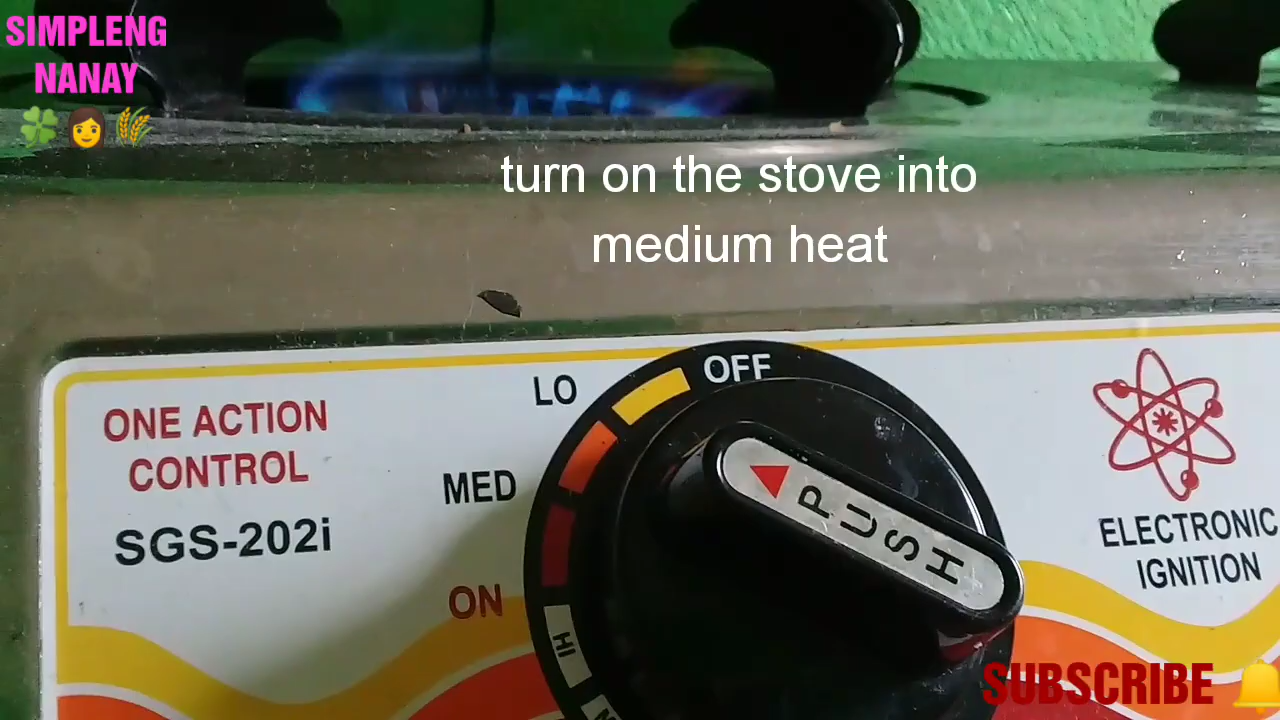 SIMPLENG
NANAY
turn on the stove into
medium heat
OFF
LO
ONE ACTION
CONTROL
MED
SGS-202i
PUSH
ELECTRONIC
IGNITION
ON
HI
SUBSCRIBE